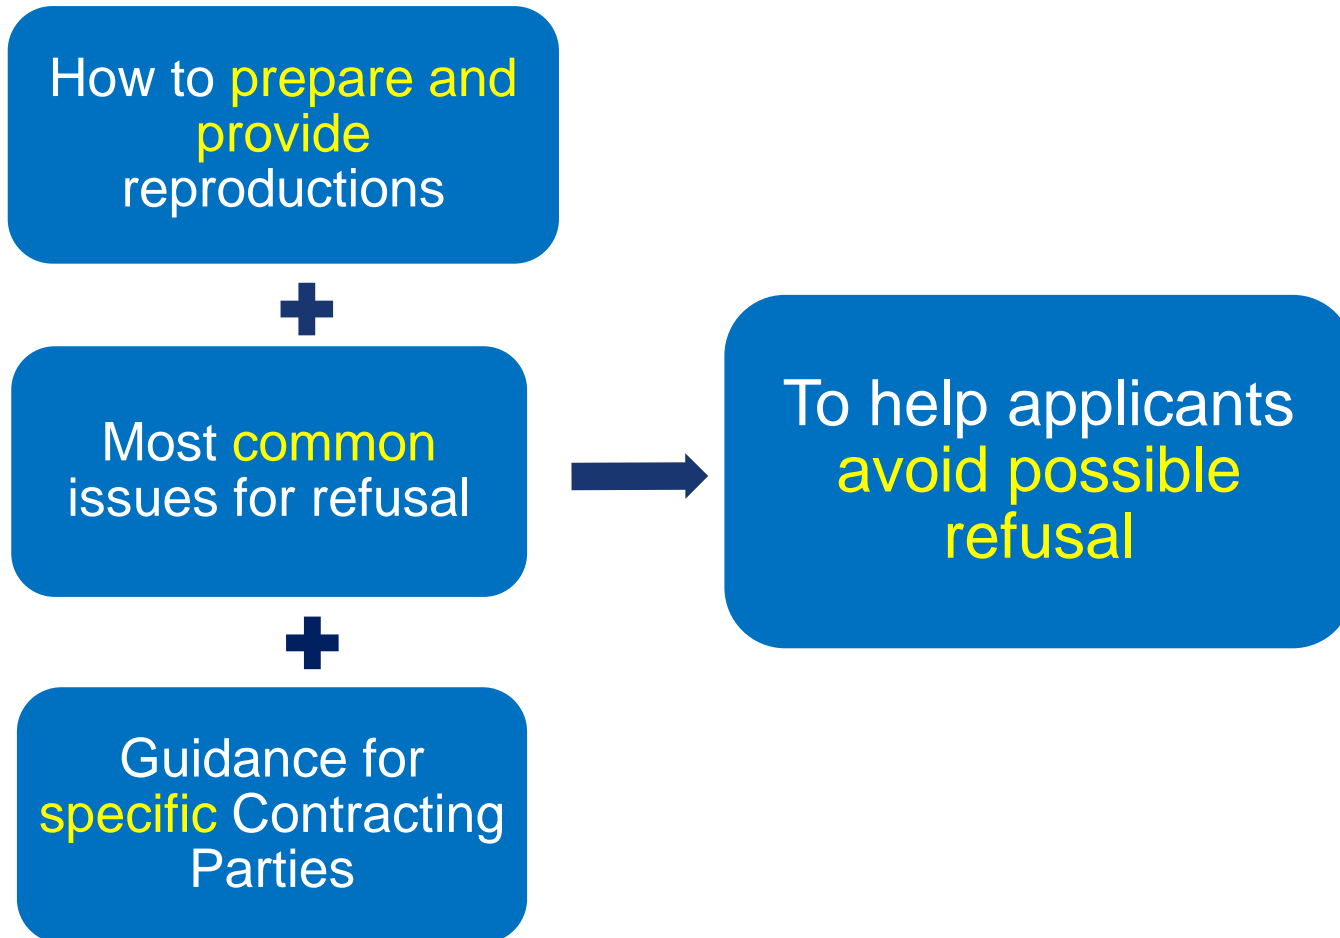 How to prepare and
provide
reproductions
Most common
issues for refusal
Guidance for
specific Contracting
Parties
To help applicants
avoid possible
refusal